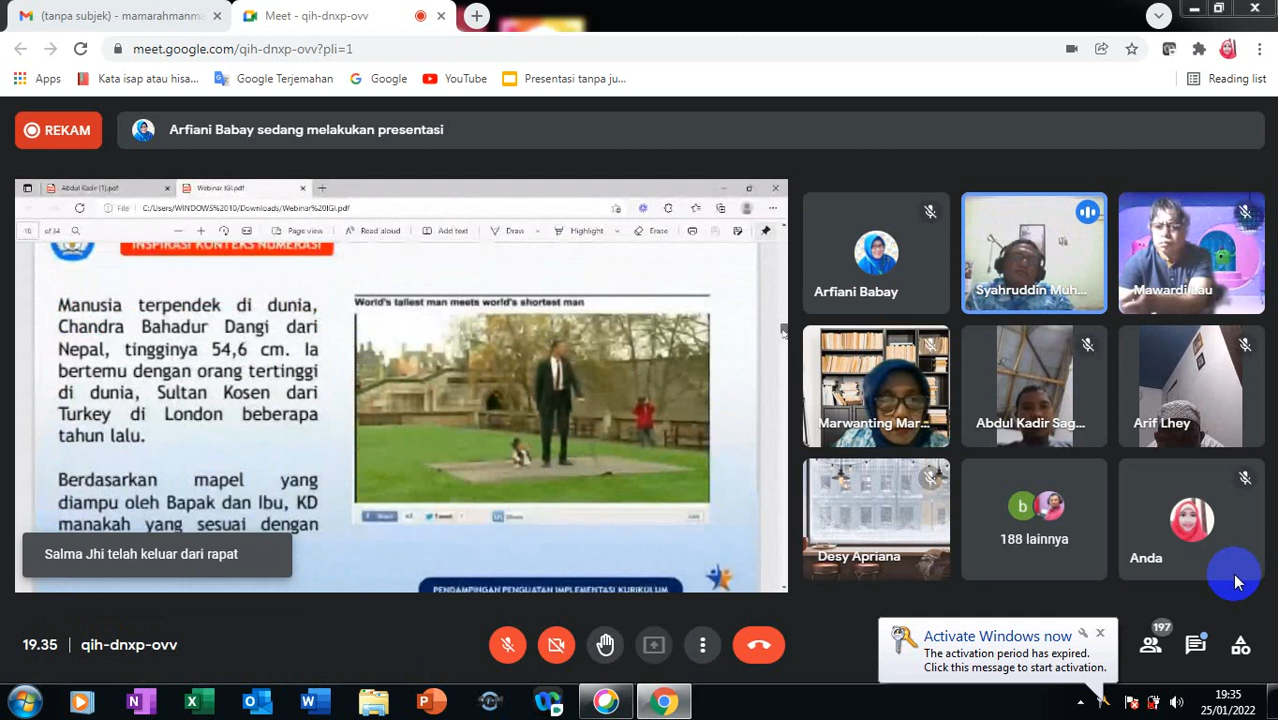 (tanpa subjek) - mamarahmanma
Meet - qih-dnxp-ovv
meet.google.com/qih-dnxp-ovv?pli=1
Apps
Kata isap atau hisa...
Google Terjemahan
Google
YouTube
Presentasi tanpa ju...
Reading list
REKAM
Arfiani Babay sedang melakukan presentasi
Abdul Kadir (1).pdf
Webinar IGI.pdf
File
C:/Users/WINDOWS%2010/Downloads/Webinar%20IGI.pdf
16 of 34
Page view
Read aloud
Add text
Draw
Highlight
Erase
INSPIRASI KONTEKS NUMERASI
Manusia terpendek di dunia,
Chandra Bahadur Dangi dari
Nepal, tingginya 54,6 cm. Ia
bertemu dengan orang tertinggi
di dunia, Sultan Kosen dari
Turkey di London beberapa
tahun lalu.
Berdasarkan mapel yang
diampu oleh Bapak dan Ibu, KD
manakah yang sesuai dengan
World's tallest man meets world's shortest man
Share
Tweet
Share
PENDAMPINGAN PENGUATAN IMPLEMENTASI KURIKULUM
Salma Jhi telah keluar dari rapat
Arfiani Babay
Syahruddin Muh...
Mawardi Lau
Marwanting Mar...
Abdul Kadir Sag...
Arif Lhey
Desy Apriana
b
188 lainnya
Anda
19.35
qih-dnxp-ovv
197
Activate Windows now
The activation period has expired.
Click this message to start activation.
19:35
25/01/2022